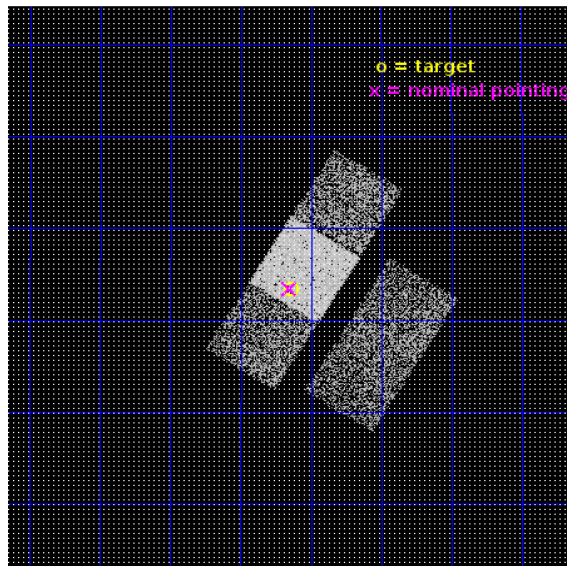 o = target
x = nominal pointing